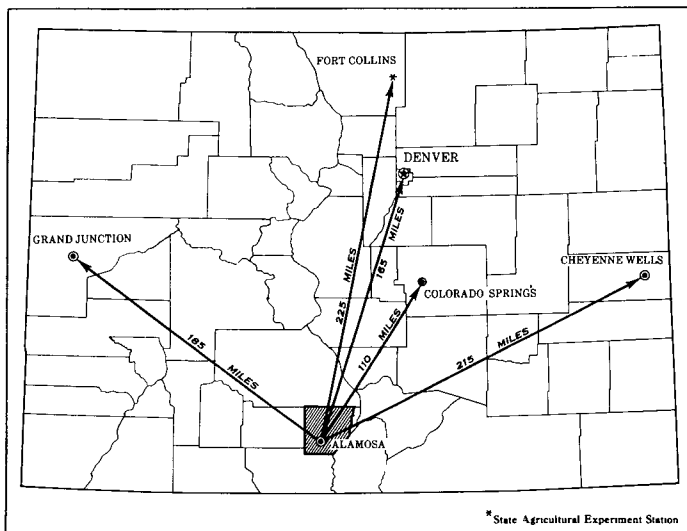 FORT COLLINS
*
DENVER
GRAND JUNCTION
CHEYENNE WELLS
COLORADO SPRINGS
225 MILES
165 MILES
185 MILES
110 MILES
215 MILES
ALAMOSA
*State Agricultural Experiment Station